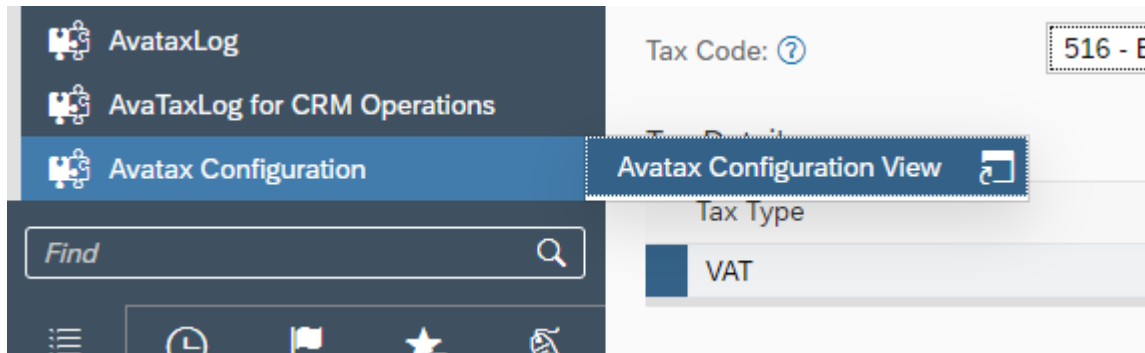 AvataxLog
AvaTaxLog for CRM Operations
Avatax Configuration
Find
Tax Code:
516 -
Avatax Configuration View
Tax Type
VAT